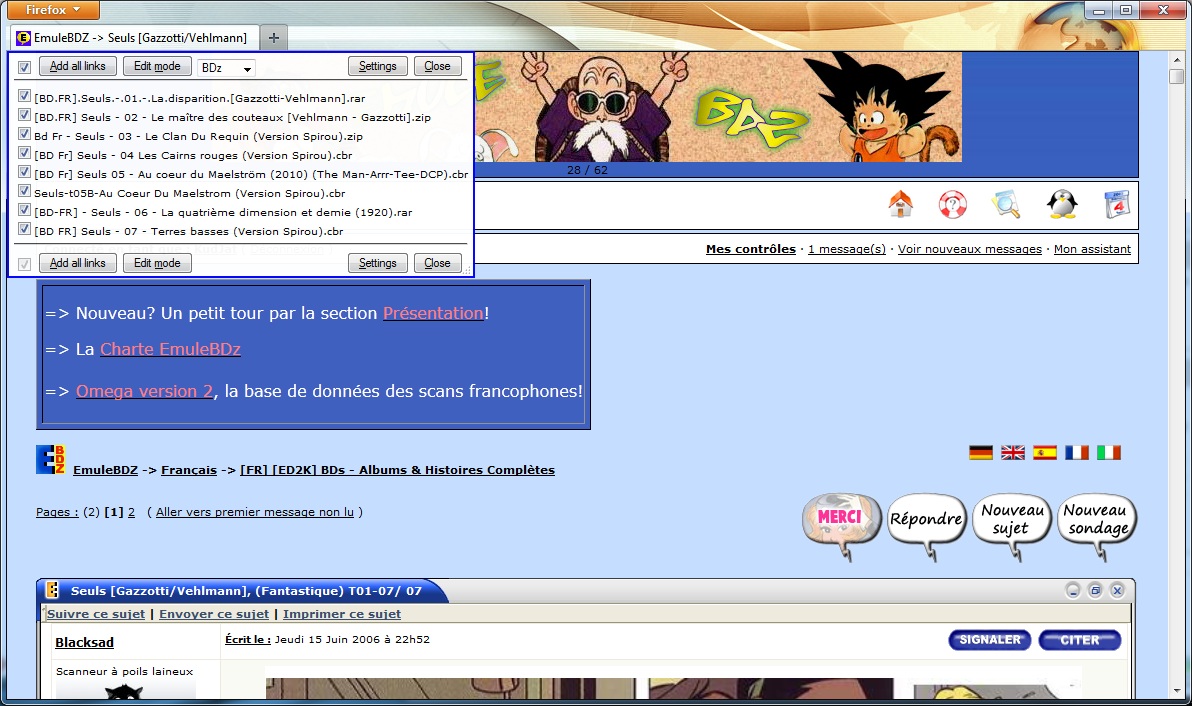 Firefox
EmuleBDZ -> Seuls [Gazzotti/Vehlmann]
Add all links Edit mode BDz Settings Close
[BD.FR].Seuls.-.01.-.La.disparition.[Gazzotti-Vehlmann].rar
[BD.FR] Seuls - 02 - Le maître des couteaux [Vehlmann - Gazzotti].zip
Bd Fr - Seuls - 03 - Le Clan Du Requin (Version Spirou).zip
[BD Fr] Seuls - 04 Les Cairns rouges (Version Spirou).cbr
[BD Fr] Seuls 05 - Au coeur du Maelström (2010) (The Man-Arrr-Tee-DCP).cbr
Seuls-t05B-Au Coeur Du Maelstrom (Version Spirou).cbr
[BD-FR] - Seuls - 06 - La quatrième dimension et demie (1920).rar
[BD FR] Seuls - 07 - Terres basses (Version Spirou).cbr
Add all links Edit mode Settings Close
BDZ
28 / 62
4
Mes contrôles · 1 message(s) · Voir nouveaux messages · Mon assistant
=> Nouveau? Un petit tour par la section Présentation!
=> La Charte EmuleBDz
=> Omega version 2, la base de données des scans francophones!
BDZ
EmuleBDZ -> Français -> [FR] [ED2K] BDs - Albums & Histoires Complètes
Pages : (2) [1] 2 ( Aller vers premier message non lu )
MERCI
Répondre
Nouveau sujet
Nouveau sondage
Seuls [Gazzotti/Vehlmann], (Fantastique) T01-07/ 07
Suivre ce sujet | Envoyer ce sujet | Imprimer ce sujet
Blacksad
Écrit le : Jeudi 15 Juin 2006 à 22h52
SIGNALER CITER
Scanneur à poils laineux